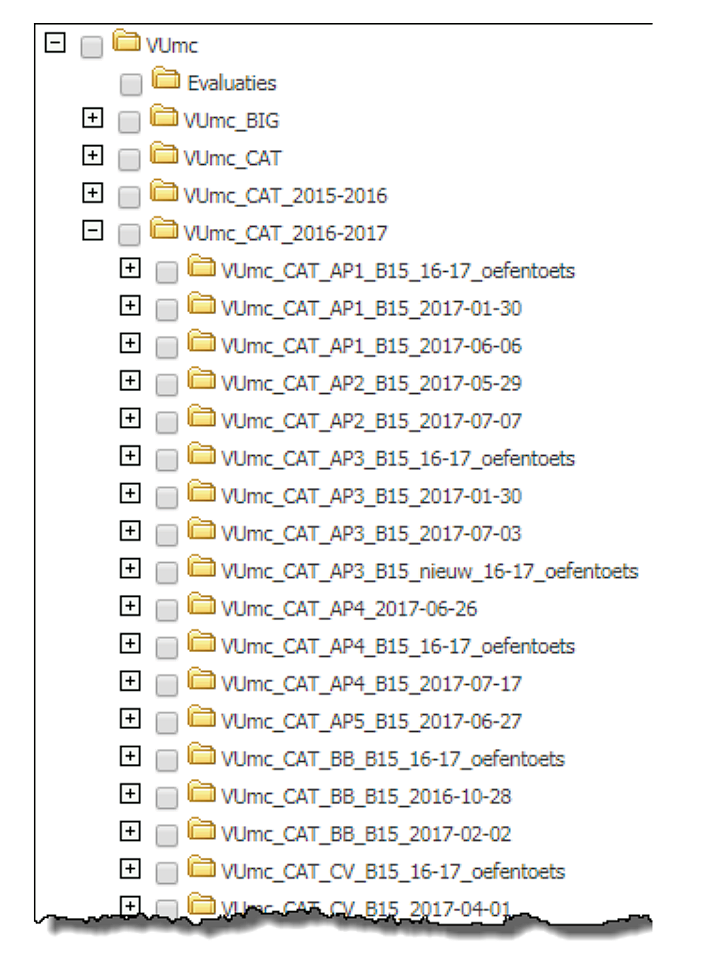 VUmc
Evaluaties
VUmc_BIG
VUmc_CAT
VUmc_CAT_2015-2016
VUmc_CAT_2016-2017
VUmc_CAT_AP1_B15_16-17_oefentoets
VUmc_CAT_AP1_B15_2017-01-30
VUmc_CAT_AP1_B15_2017-06-06
VUmc_CAT_AP2_B15_2017-05-29
VUmc_CAT_AP2_B15_2017-07-07
VUmc_CAT_AP3_B15_16-17_oefentoets
VUmc_CAT_AP3_B15_2017-01-30
VUmc_CAT_AP3_B15_2017-07-03
VUmc_CAT_AP3_B15_nieuw_16-17_oefentoets
VUmc_CAT_AP4_2017-06-26
VUmc_CAT_AP4_B15_16-17_oefentoets
VUmc_CAT_AP4_B15_2017-07-17
VUmc_CAT_AP5_B15_2017-06-27
VUmc_CAT_BB_B15_16-17_oefentoets
VUmc_CAT_BB_B15_2016-10-28
VUmc_CAT_BB_B15_2017-02-02
VUmc_CAT_CV_B15_16-17_oefentoets
VUmc_CAT_CV_B15_2017-04-01